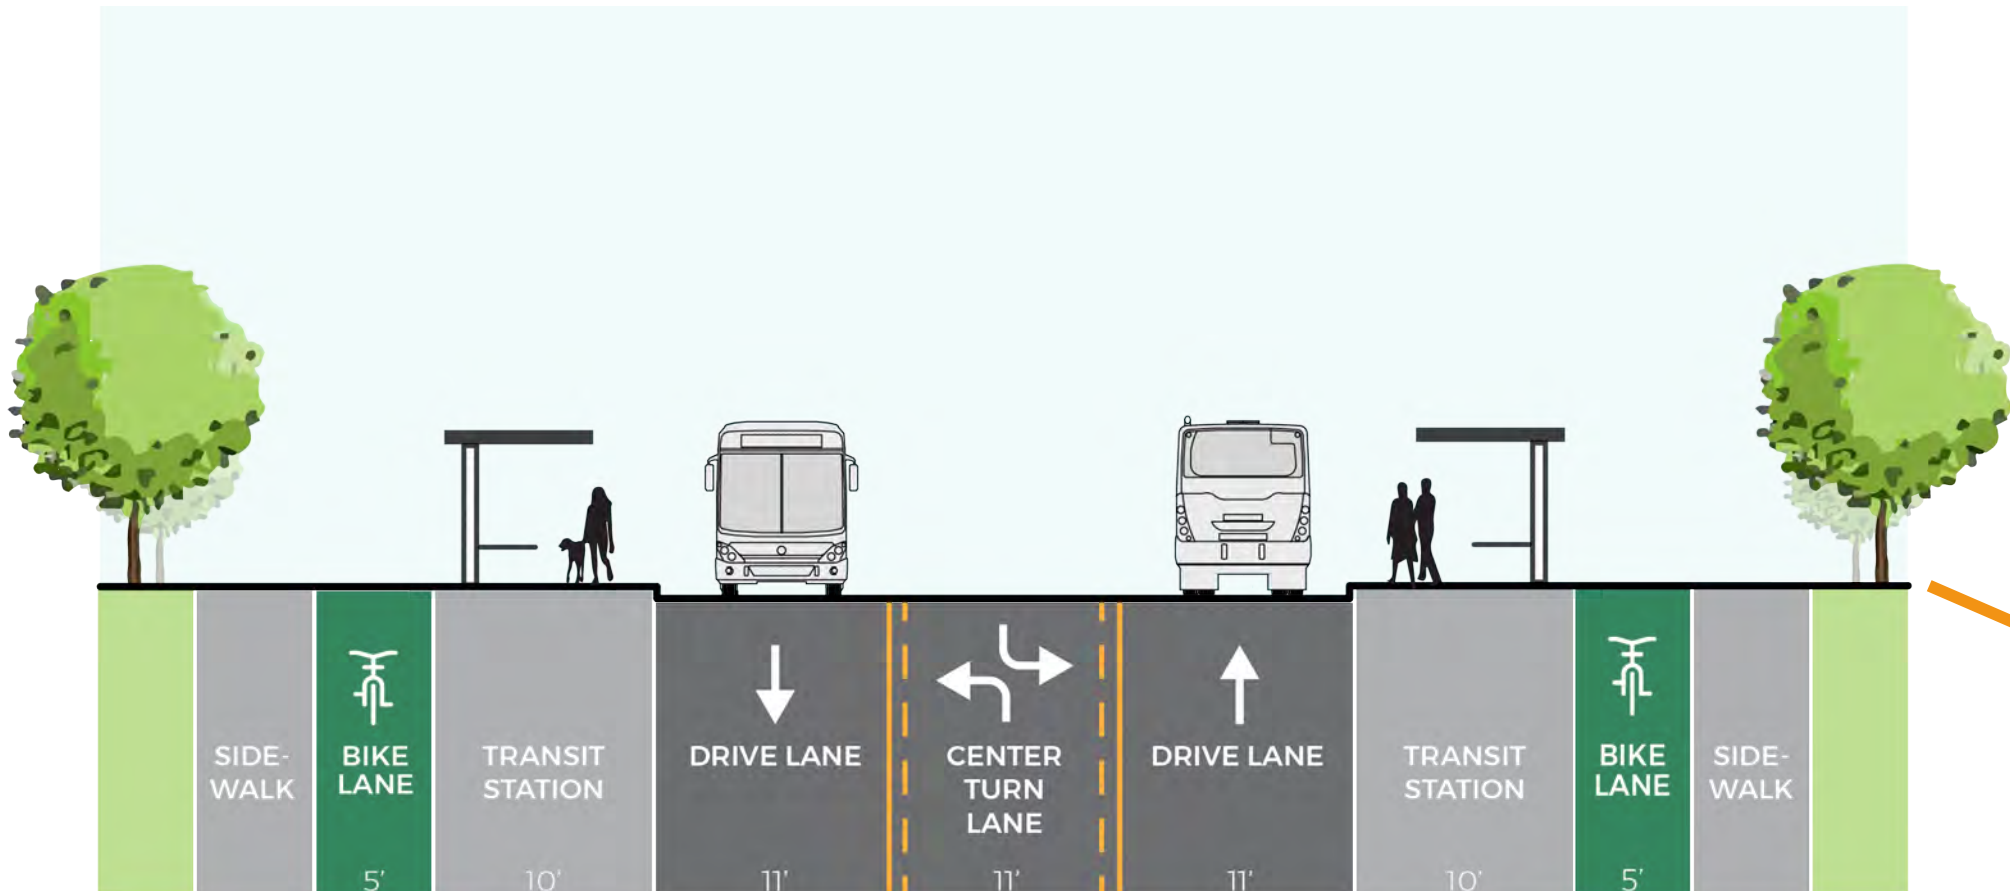 SIDE-
WALK
BIKE
LANE
5'
TRANSIT
STATION
10'
DRIVE LANE
11'
CENTER
TURN
LANE
11'
DRIVE LANE
11'
TRANSIT
STATION
10'
BIKE
LANE
5'
SIDE-
WALK